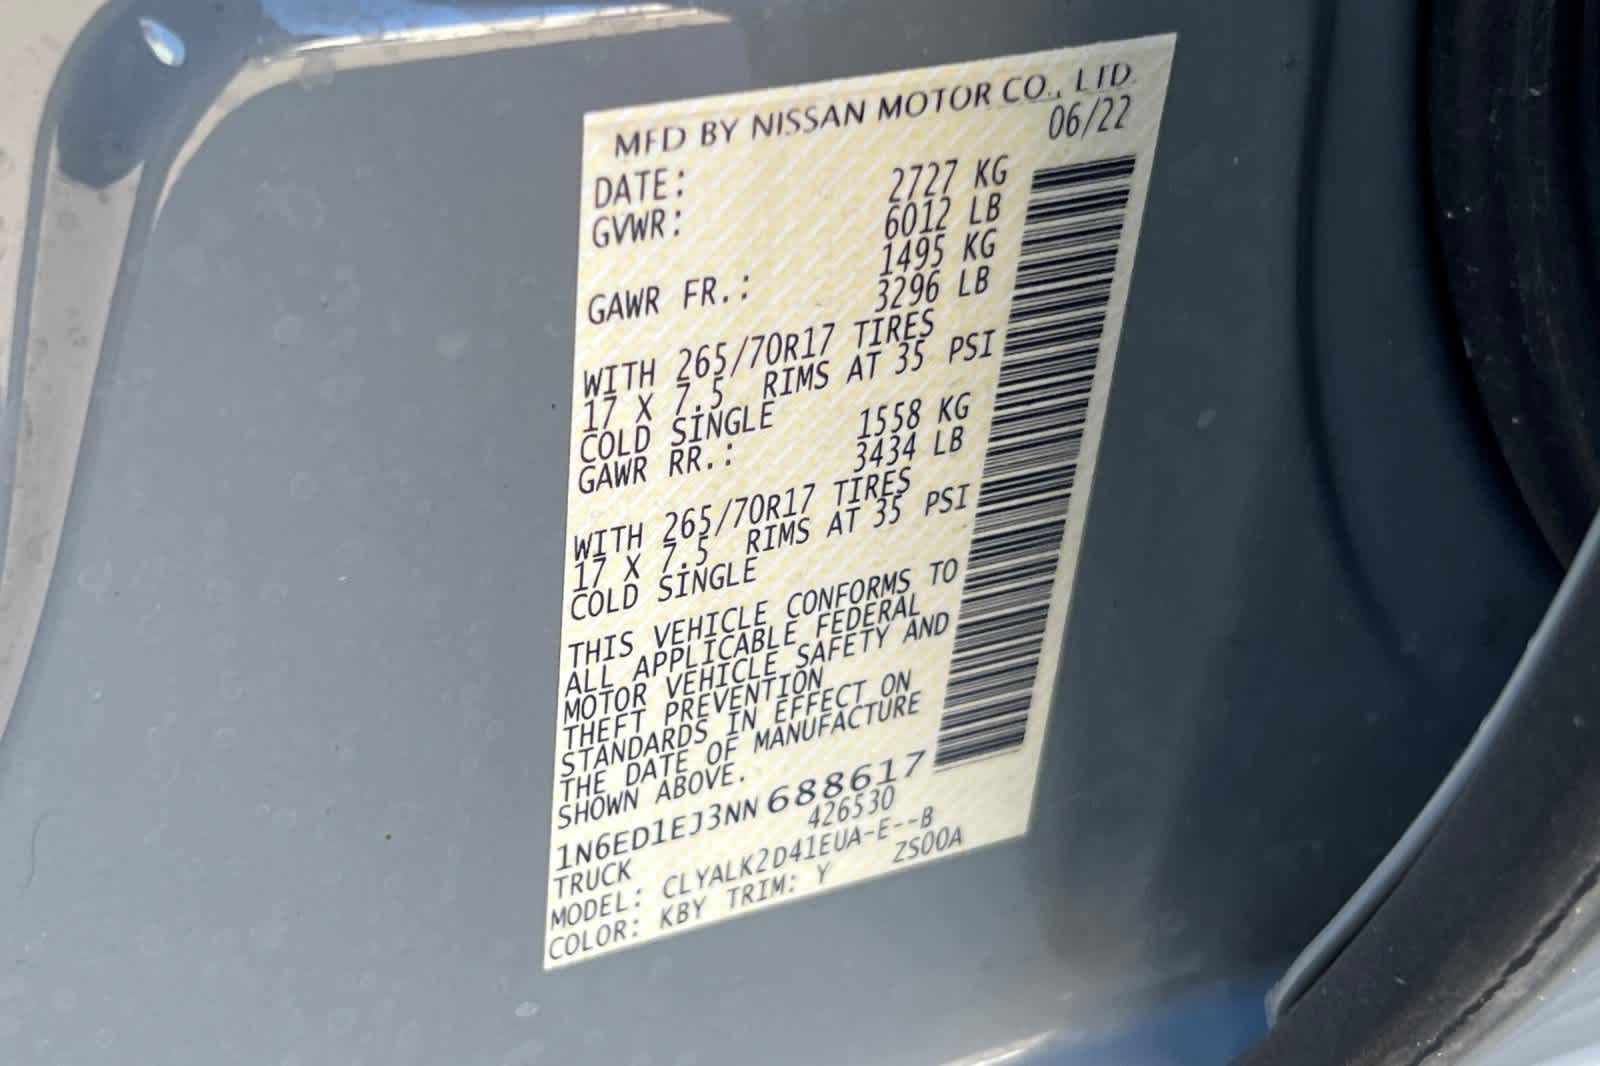 MFD BY NISSAN MOTOR CO., LTD.
DATE: 06/22
GVWR: 2727 KG
6012 LB
GAWR FR.: 1495 KG
3296 LB
WITH 265/70R17 TIRES
17 X 7.5 RIMS AT 35 PSI
COLD SINGLE
GAWR RR.: 1558 KG
3434 LB
WITH 265/70R17 TIRES
17 X 7.5 RIMS AT 35 PSI
COLD SINGLE
THIS VEHICLE CONFORMS TO
ALL APPLICABLE FEDERAL
MOTOR VEHICLE SAFETY AND
THEFT PREVENTION
STANDARDS IN EFFECT ON
THE DATE OF MANUFACTURE
SHOWN ABOVE.
1N6ED1EJ3NN688617
TRUCK 426530
MODEL: CLYALK2D41EUA-E--B
COLOR: KBY TRIM: Y ZS00A